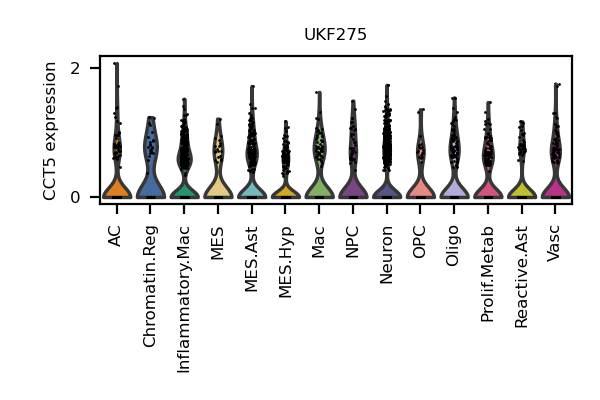 UKF275
CCT5 expression
2
0
AC
Chromatin.Reg
Inflammatory.Mac
MES
MES.Ast
MES.Hyp
Mac
NPC
Neuron
OPC
Oligo
Prolif.Metab
Reactive.Ast
Vasc